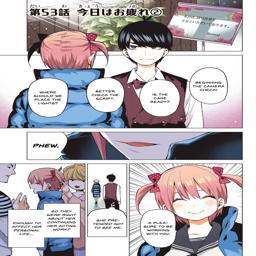 第53話 今日はお疲れ②
BEGINNING
THE CAMERA
CHECK!
IS THE
CANE
READY?
BETTER
CHECK THE
SCRIPT.
WHERE
SHOULD WE
PLACE THE
LIGHTS?
PHEW.
A PLEA-
SURE TO BE
WORKING
WITH YOU
SHE PRE-
TENDED NOT
TO SEE ME.
SO THEY
WERE RIGHT
ABOUT HER
CONTINUING
HER ACTING
WORK!
ENOUGH TO
AFFECT HER
PERSONAL
LIFE...